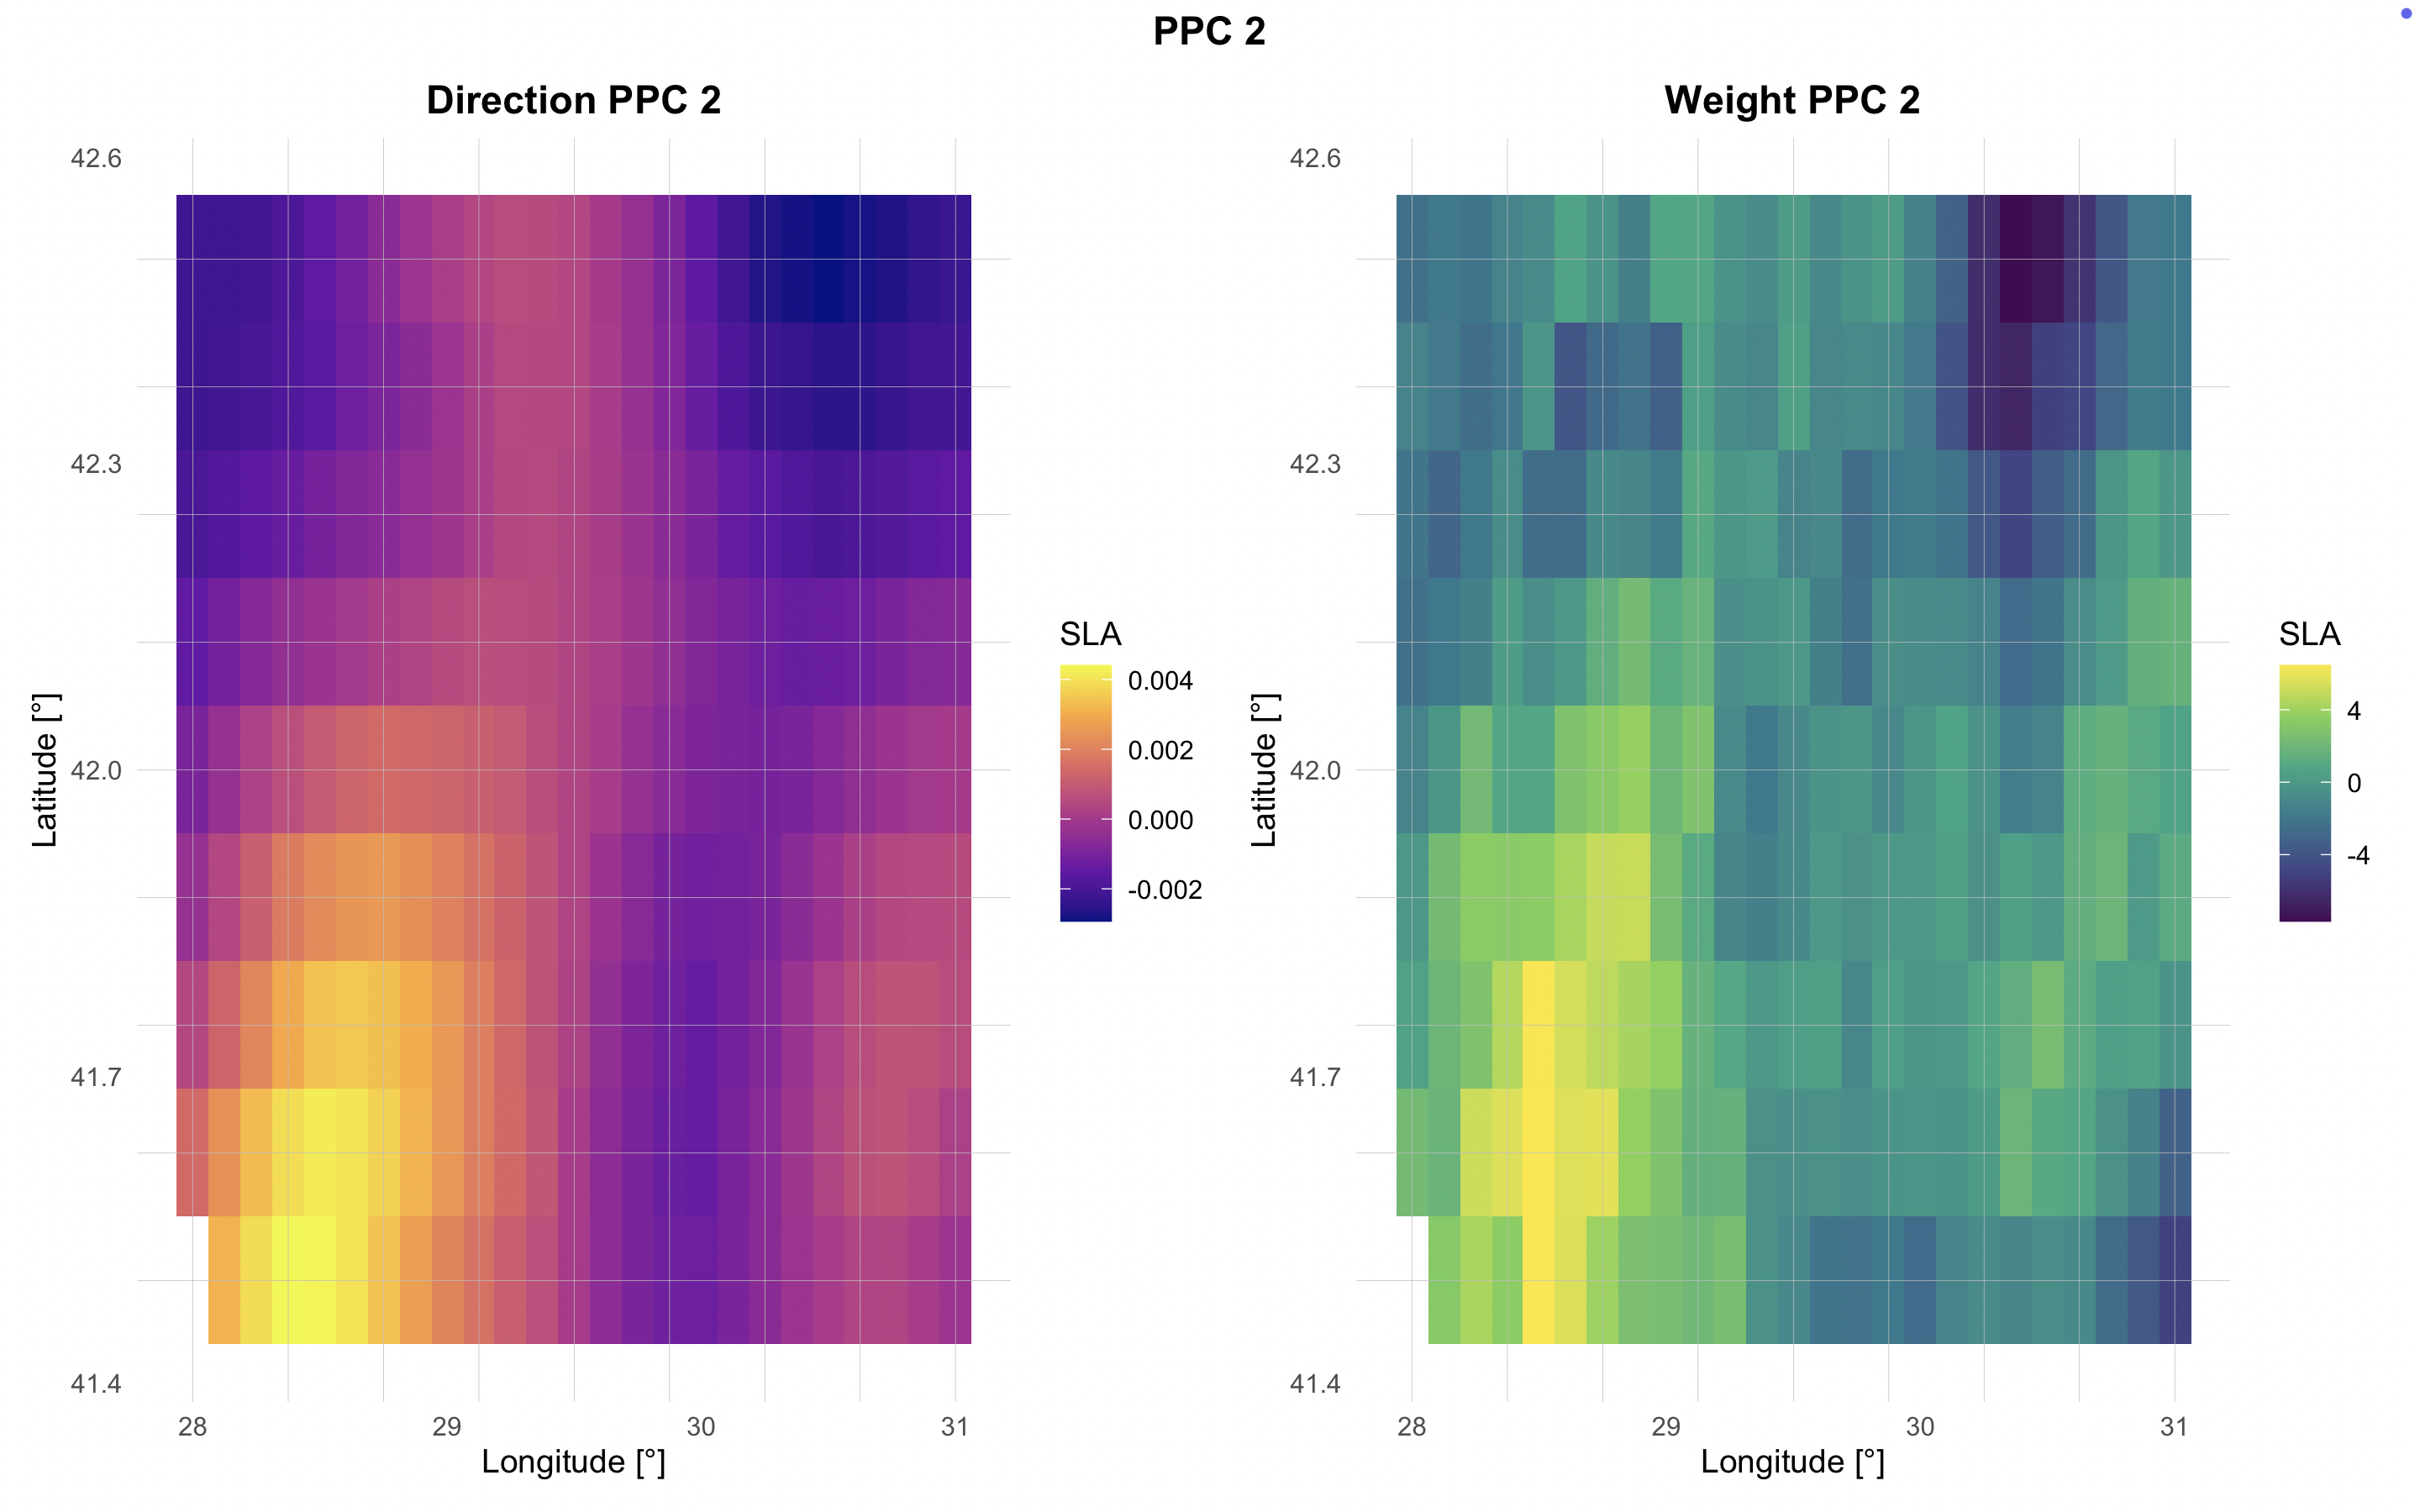 PPC 2
Direction PPC 2
42.6
42.3
42.0
41.7
41.4
Latitude [°]
28 29 30 31
Longitude [°]
SLA
0.004
0.002
0.000
-0.002
Weight PPC 2
42.6
42.3
42.0
41.7
41.4
Latitude [°]
28 29 30 31
Longitude [°]
SLA
4
0
-4